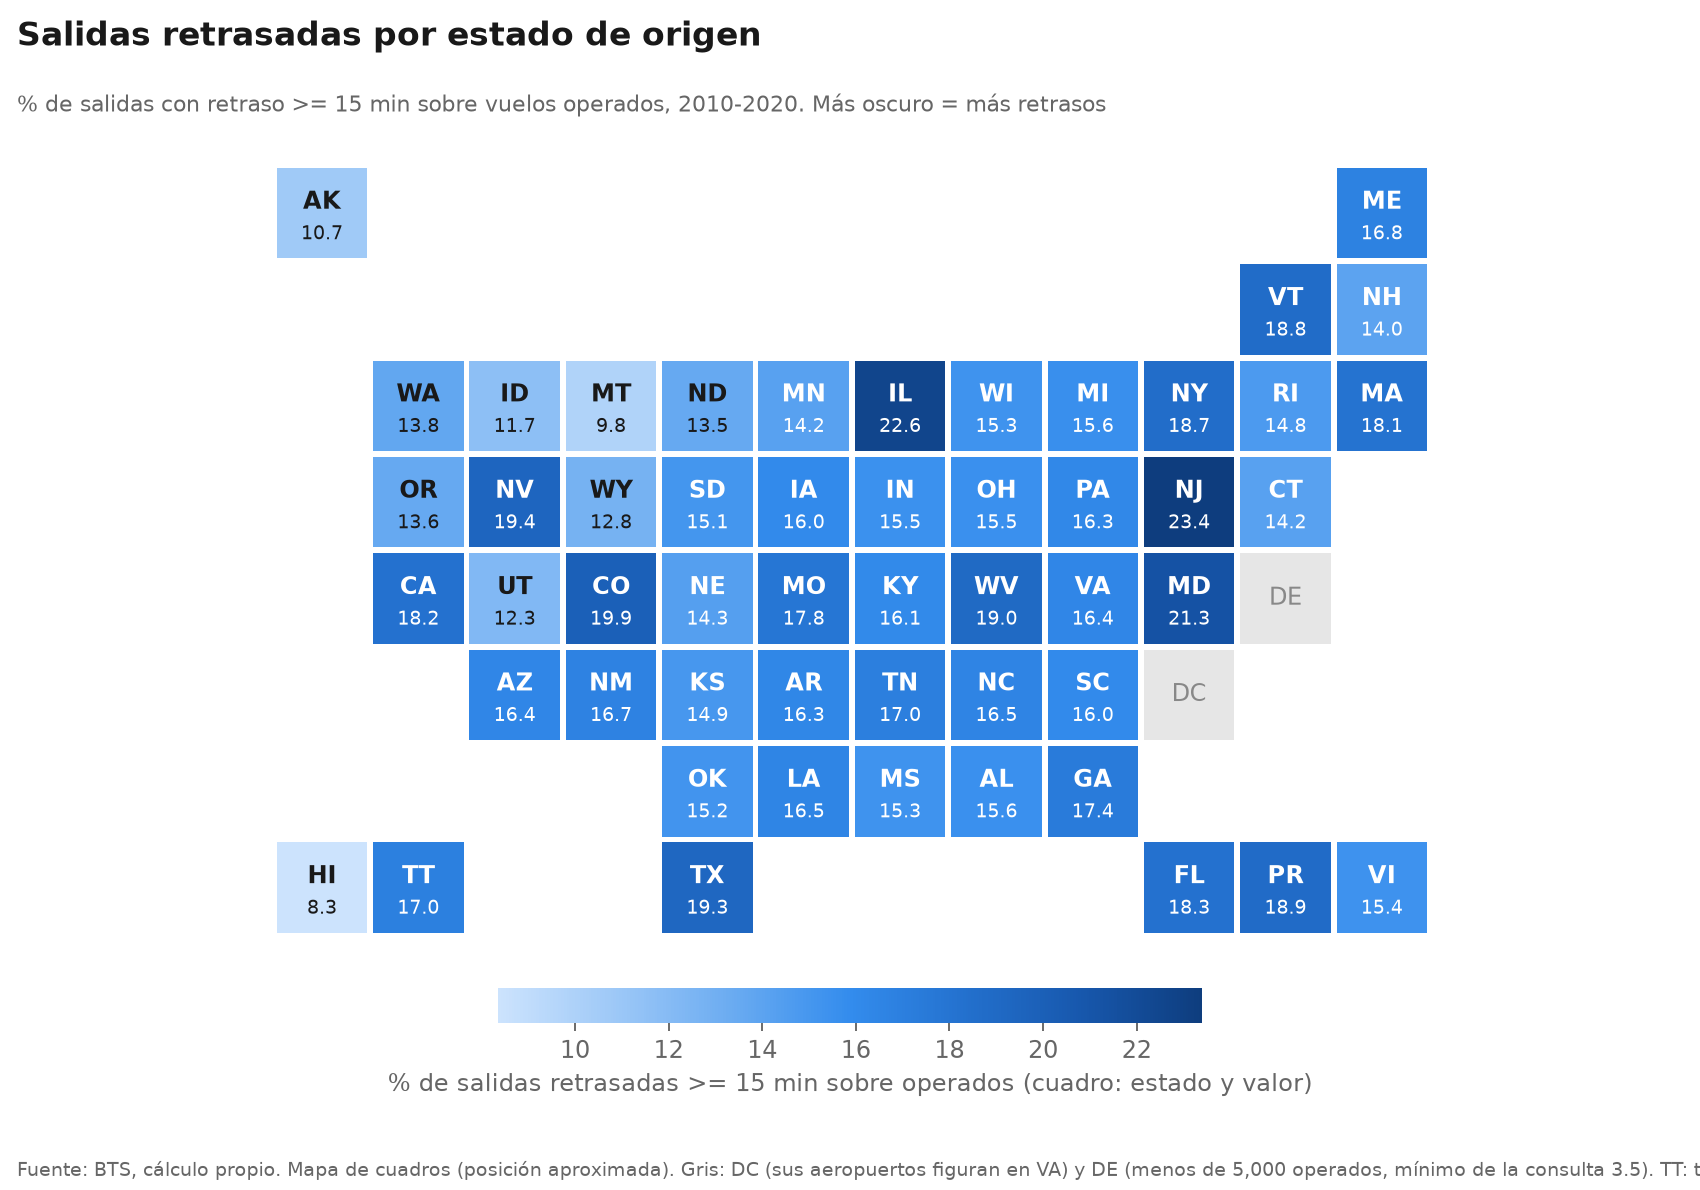 Salidas retrasadas por estado de origen
% de salidas con retraso >= 15 min sobre vuelos operados, 2010-2020. Más oscuro = más retrasos
AK ME
10.7 16.8
VT NH
18.8 14.0
WA ID MT ND MN IL WI MI NY RI MA
13.8 11.7 9.8 13.5 14.2 22.6 15.3 15.6 18.7 14.8 18.1
OR NV WY SD IA IN OH PA NJ CT
13.6 19.4 12.8 15.1 16.0 15.5 15.5 16.3 23.4 14.2
CA UT CO NE MO KY WV VA MD DE
18.2 12.3 19.9 14.3 17.8 16.1 19.0 16.4 21.3
AZ NM KS AR TN NC SC DC
16.4 16.7 14.9 16.3 17.0 16.5 16.0
OK LA MS AL GA
15.2 16.5 15.3 15.6 17.4
HI TT TX FL PR VI
8.3 17.0 19.3 18.3 18.9 15.4
10 12 14 16 18 20 22
% de salidas retrasadas >= 15 min sobre operados (cuadro: estado y valor)
Fuente: BTS, cálculo propio. Mapa de cuadros (posición aproximada). Gris: DC (sus aeropuertos figuran en VA) y DE (menos de 5,000 operados, mínimo de la consulta 3.5). TT: t